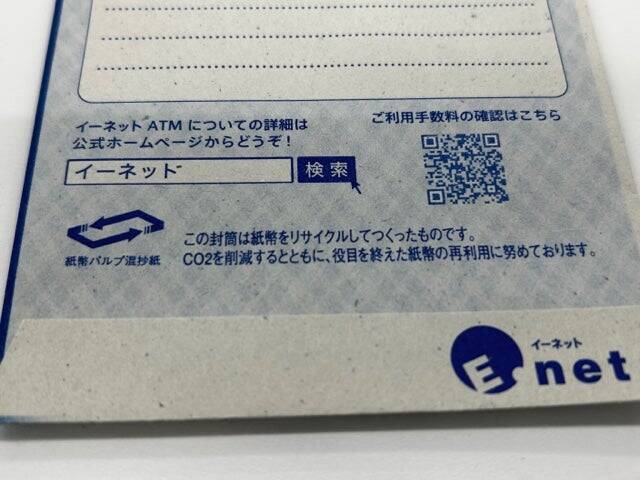 イーネット ATM についての詳細は
公式ホームページからどうぞ！
イーネット
検索
ご利用手数料の確認はこちら
紙幣パルプ混抄紙
この封筒は紙幣をリサイクルしてつくったものです。
CO2を削減するとともに、役目を終えた紙幣の再利用に努めております。
イーネット
E net